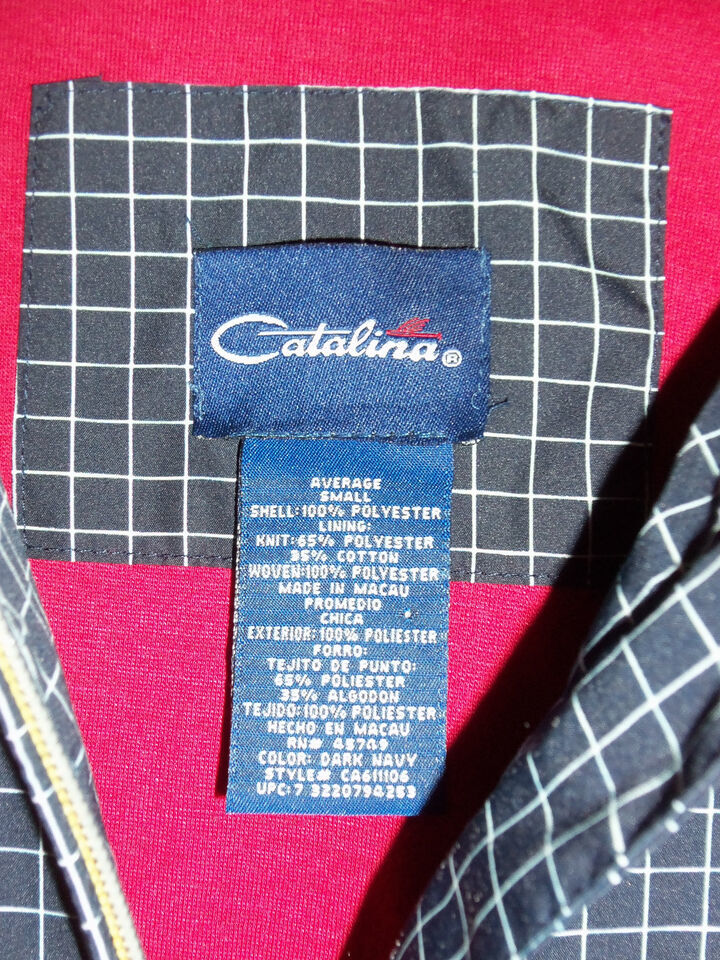 Catalina®
AVERAGE
SMALL
SHELL:100% POLYESTER
LINING:
KNIT:65% POLYESTER
35% COTTON
WOVEN:100% POLYESTER
MADE IN MACAU
PROMEDIO
CHICA
EXTERIOR:100% POLIESTER
FORRO:
TEJITO DE PUNTO:
65% POLIESTER
35% ALGODON
TEJIDO:100% POLIESTER
HECHO EN MACAU
RN# 45749
COLOR: DARK NAVY
STYLE# CA611106
UPC: 7 3220794253